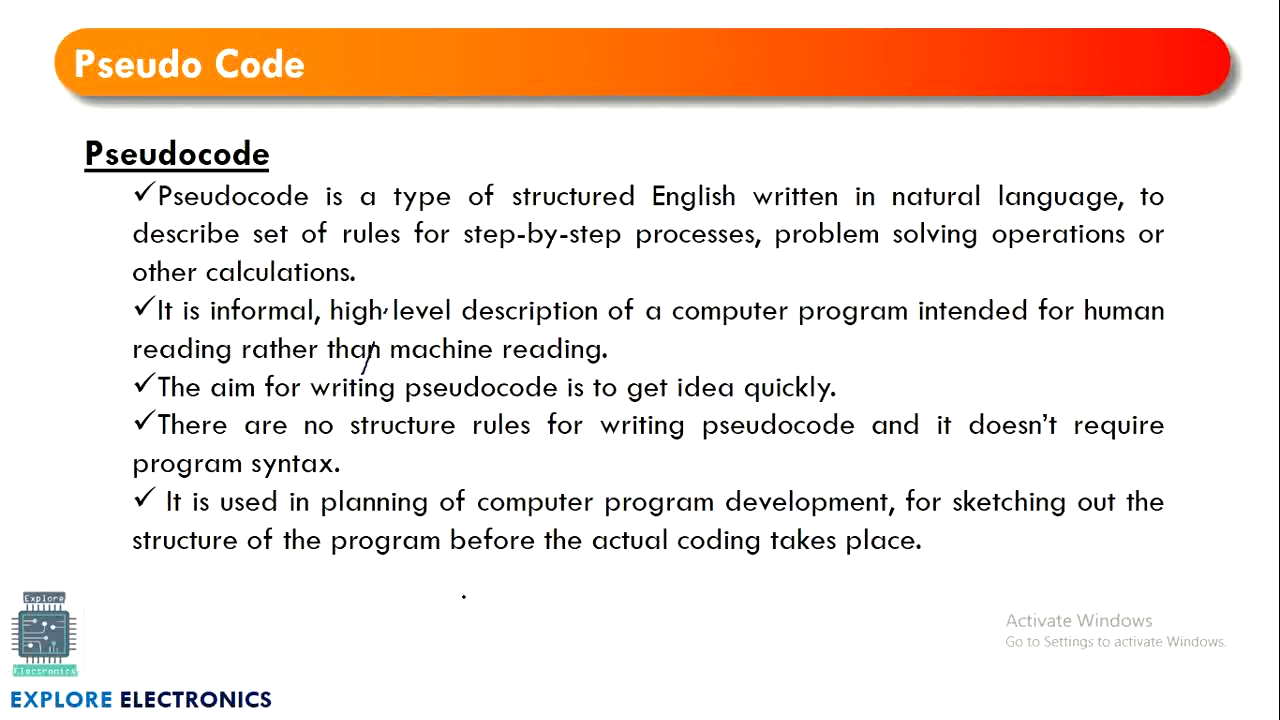 Pseudo Code
Pseudocode
✓Pseudocode is a type of structured English written in natural language, to
describe set of rules for step-by-step processes, problem solving operations or
other calculations.
✓It is informal, high-level description of a computer program intended for human
reading rather than machine reading.
✓The aim for writing pseudocode is to get idea quickly.
✓There are no structure rules for writing pseudocode and it doesn't require
program syntax.
✓ It is used in planning of computer program development, for sketching out the
structure of the program before the actual coding takes place.
Explore
Electronics
EXPLORE ELECTRONICS
Activate Windows
Go to Settings to activate Windows.